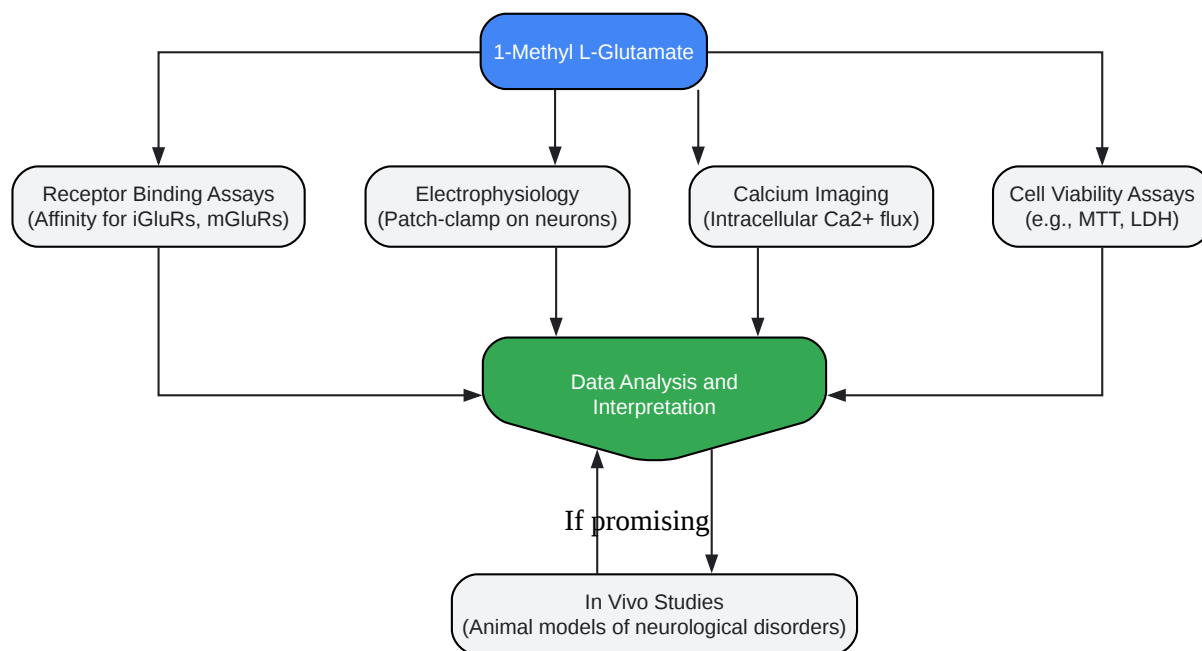 1-Methyl L-Glutamate
Receptor Binding Assays
(Affinity for iGluRs, mGluRs)
Electrophysiology
(Patch-clamp on neurons)
Calcium Imaging
(Intracellular Ca2+ flux)
Cell Viability Assays
(e.g., MTT, LDH)
Data Analysis and
Interpretation
If promising
In Vivo Studies
(Animal models of neurological disorders)